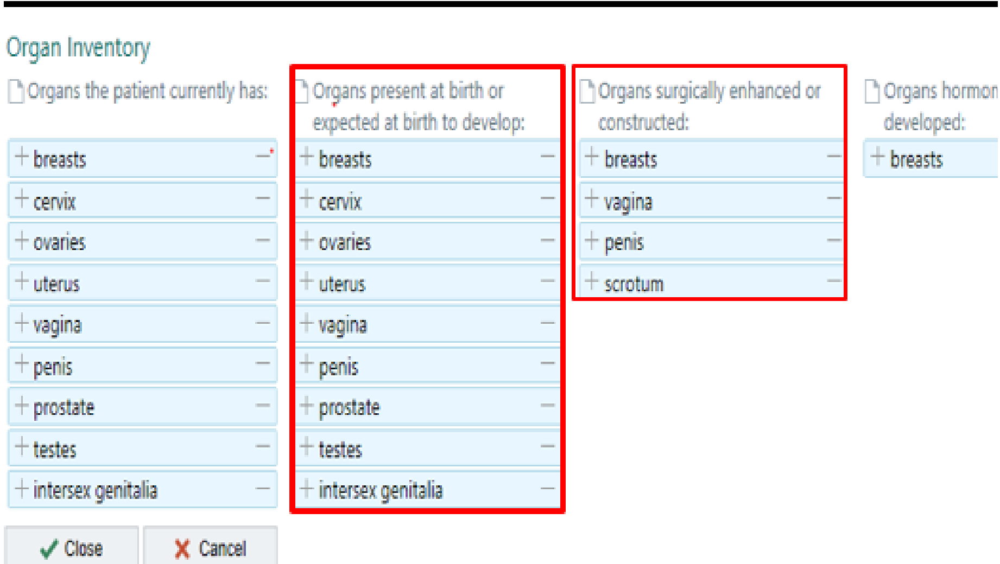 Organ Inventory
Organs the patient currently has:
+ breasts −
+ cervix −
+ ovaries −
+ uterus −
+ vagina −
+ penis −
+ prostate −
+ testes −
+ intersex genitalia −
Organs present at birth or
expected at birth to develop:
+ breasts −
+ cervix −
+ ovaries −
+ uterus −
+ vagina −
+ penis −
+ prostate −
+ testes −
+ intersex genitalia −
Organs surgically enhanced or
constructed:
+ breasts −
+ vagina −
+ penis −
+ scrotum −
Organs hormon
developed:
+ breasts
Close
Cancel